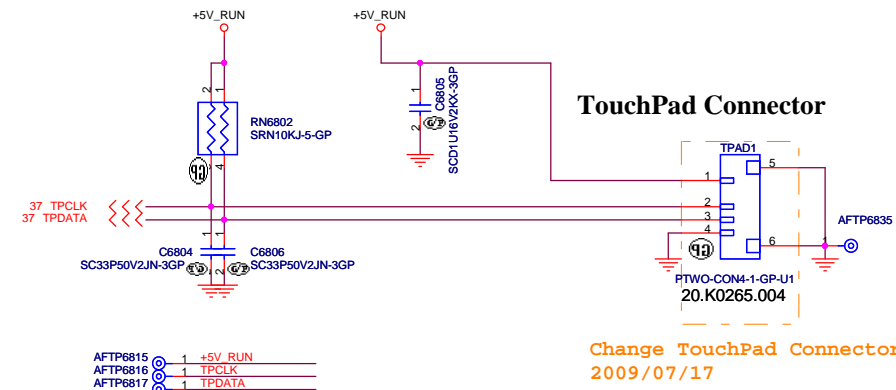 +5V_RUN
+5V_RUN
2
1
RN6802
SRN10KJ-5-GP
3
4
1
2
C6805
SCD1U16V2KX-3GP
TouchPad Connector
TPAD1
1
2
3
4
5
6
1
AFTP6835
37 TPCLK
37 TPDATA
1
1
C6804
SC33P50V2JN-3GP
2
2
C6806
SC33P50V2JN-3GP
PTWO-CON4-1-GP-U1
20.K0265.004
Change TouchPad Connector
2009/07/17
AFTP6815 1 +5V_RUN
AFTP6816 1 TPCLK
AFTP6817 1 TPDATA